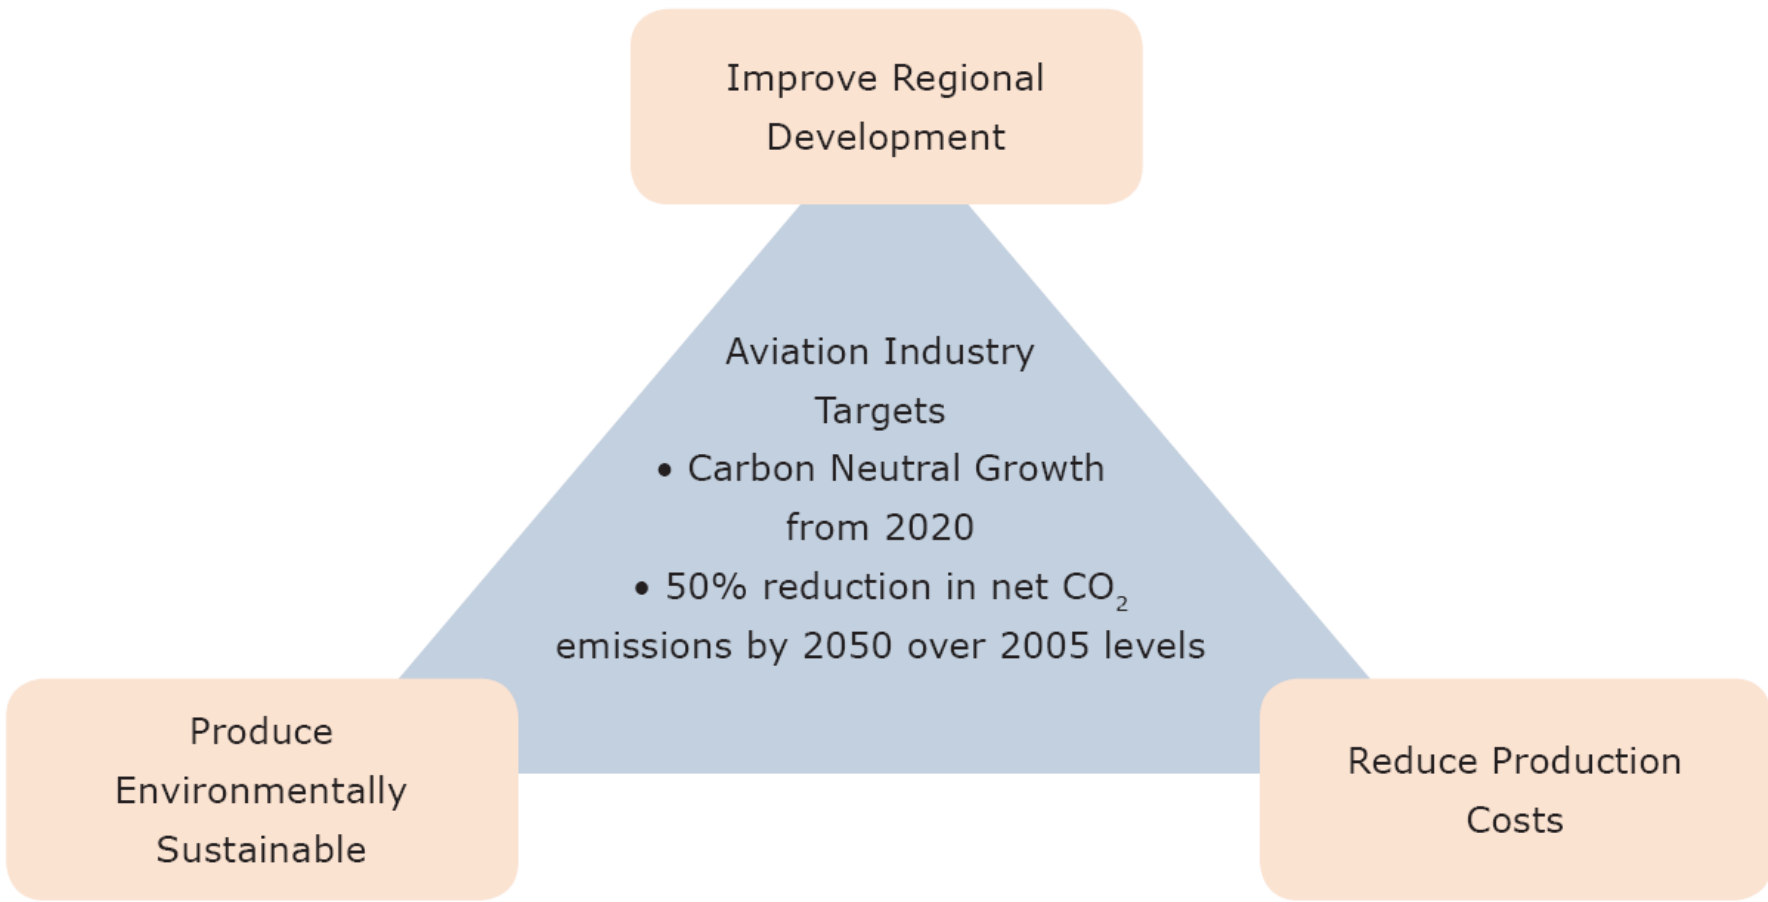 Improve Regional
Development
Aviation Industry
Targets
• Carbon Neutral Growth
from 2020
• 50% reduction in net CO₂
emissions by 2050 over 2005 levels
Produce
Environmentally
Sustainable
Reduce Production
Costs